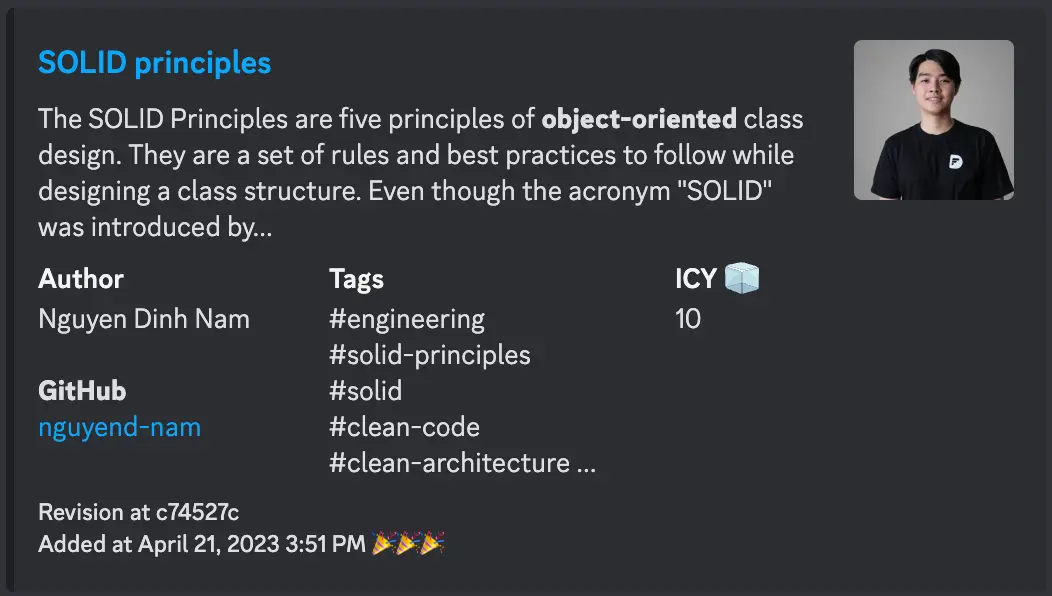 SOLID principles
The SOLID Principles are five principles of object-oriented class
design. They are a set of rules and best practices to follow while
designing a class structure. Even though the acronym "SOLID"
was introduced by...
Author
Nguyen Dinh Nam
GitHub
nguyend-nam
Tags
#engineering
#solid-principles
#solid
#clean-code
#clean-architecture ...
ICY 🧊
10
Revision at c74527c
Added at April 21, 2023 3:51 PM 🎉🎉🎉